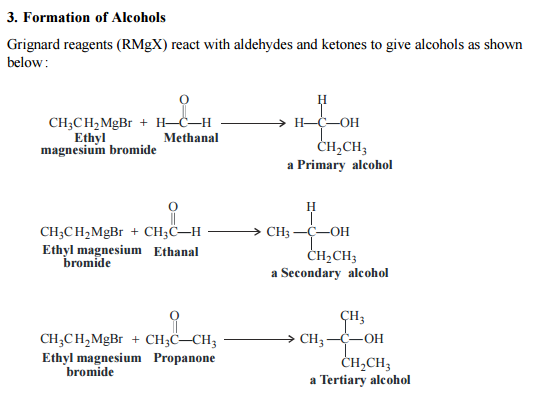 3. Formation of Alcohols
Grignard reagents (RMgX) react with aldehydes and ketones to give alcohols as shown
below :
O
H
CH₃CH₂MgBr + H—C—H → H—C—OH
Ethyl Methanal
magnesium bromide
CH₂CH₃
a Primary alcohol
O
H
CH₃CH₂MgBr + CH₃C—H → CH₃—C—OH
Ethyl magnesium Ethanal
bromide
CH₂CH₃
a Secondary alcohol
O
CH₃
CH₃CH₂MgBr + CH₃C—CH₃ → CH₃—C—OH
Ethyl magnesium Propanone
bromide
CH₂CH₃
a Tertiary alcohol